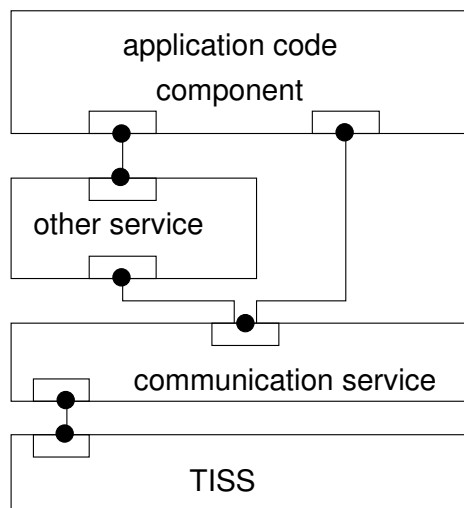 application code
component
other service
communication service
TISS